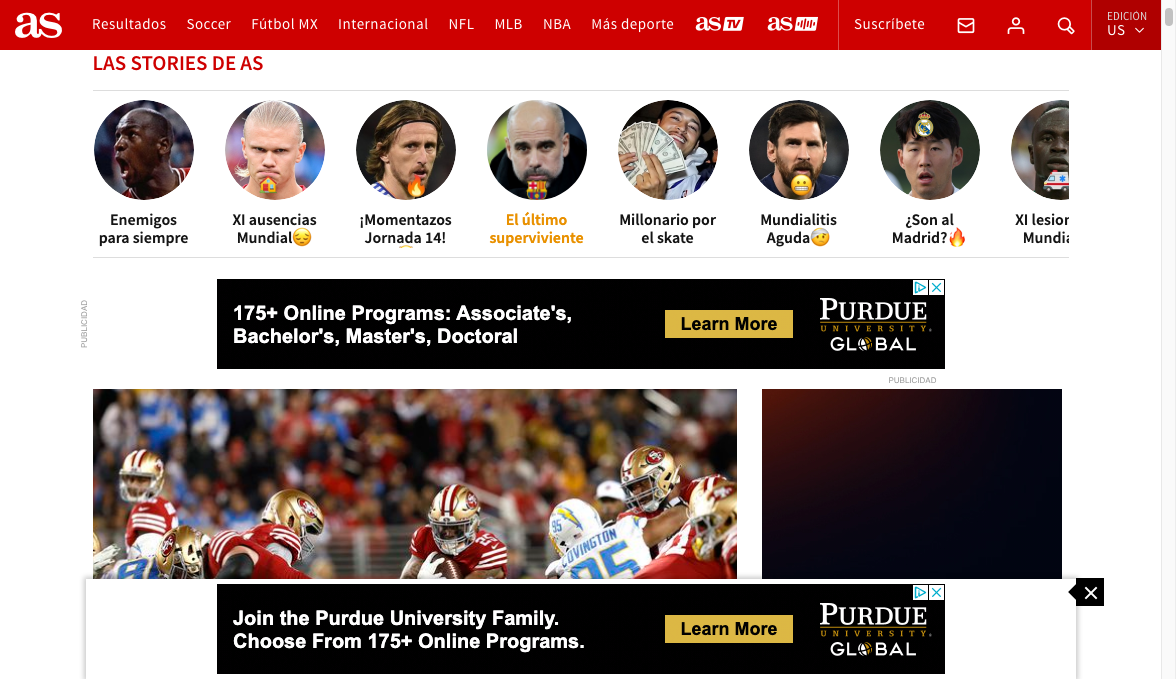 as
Resultados
Soccer
Fútbol MX
Internacional
NFL
MLB
NBA
Más deporte
as TV
as
Suscríbete
EDICIÓN
US
LAS STORIES DE AS
Enemigos
para siempre
XI ausencias
Mundial😔
¡Momentazos
Jornada 14!
El último
superviviente
Millonario por
el skate
Mundialitis
Aguda🤕
¿Son al
Madrid?🔥
XI lesion
Mundia
PUBLICIDAD
175+ Online Programs: Associate's,
Bachelor's, Master's, Doctoral
Learn More
PURDUE
UNIVERSITY®
GLOBAL
PUBLICIDAD
95
COVINGTON
95
Join the Purdue University Family.
Choose From 175+ Online Programs.
Learn More
PURDUE
UNIVERSITY®
GLOBAL